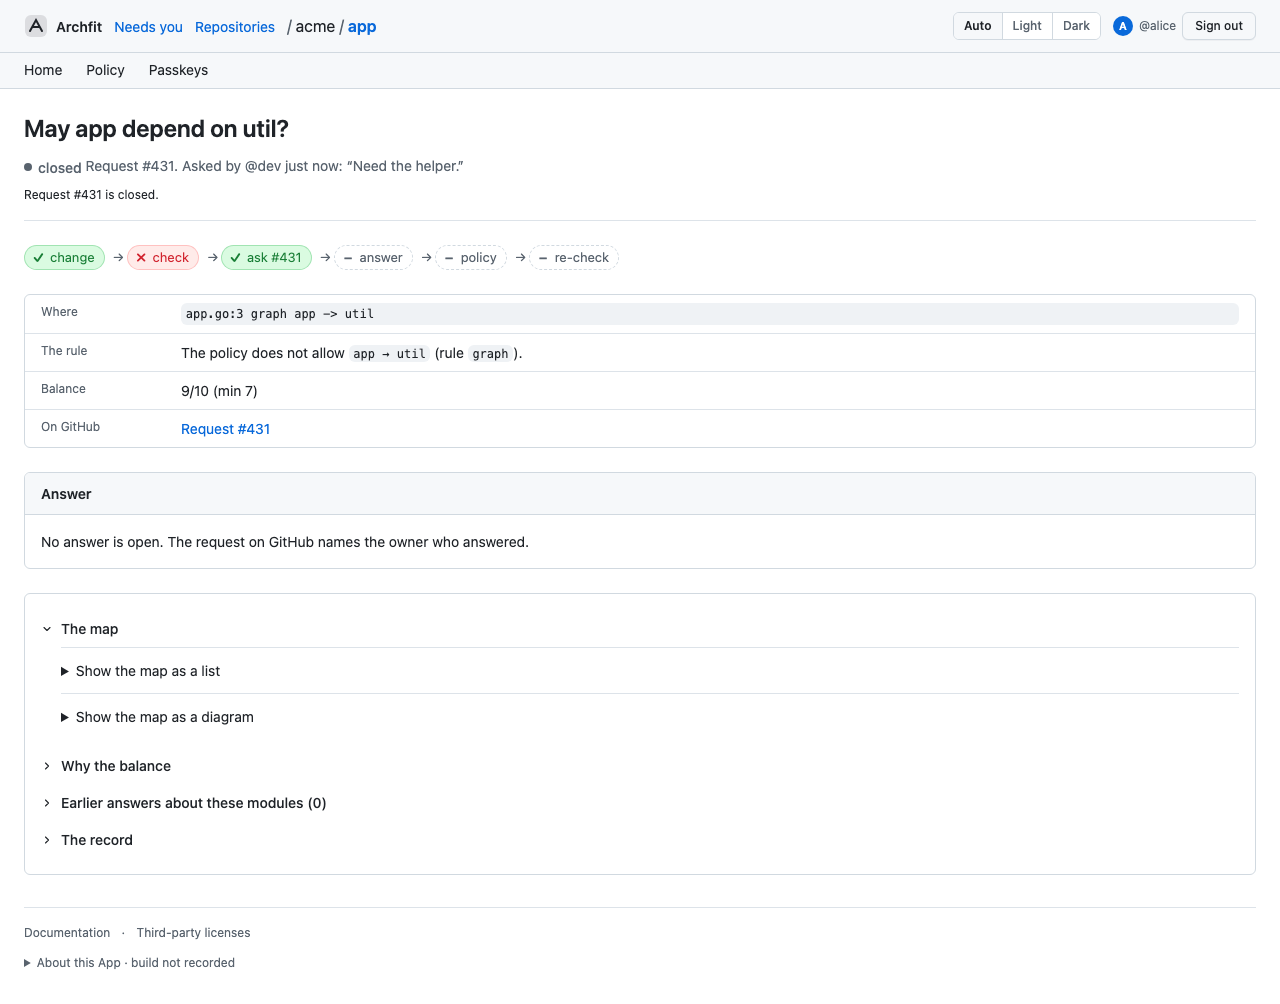 Archfit Needs you Repositories / acme / app Auto Light Dark A @alice Sign out
Home Policy Passkeys
May app depend on util?
closed Request #431. Asked by @dev just now: “Need the helper.”
Request #431 is closed.
change → check → ask #431 → answer → policy → re-check
Where app.go:3 graph app —> util
The rule The policy does not allow app → util (rule graph).
Balance 9/10 (min 7)
On GitHub Request #431
Answer
No answer is open. The request on GitHub names the owner who answered.
The map
Show the map as a list
Show the map as a diagram
Why the balance
Earlier answers about these modules (0)
The record
Documentation · Third-party licenses
About this App · build not recorded